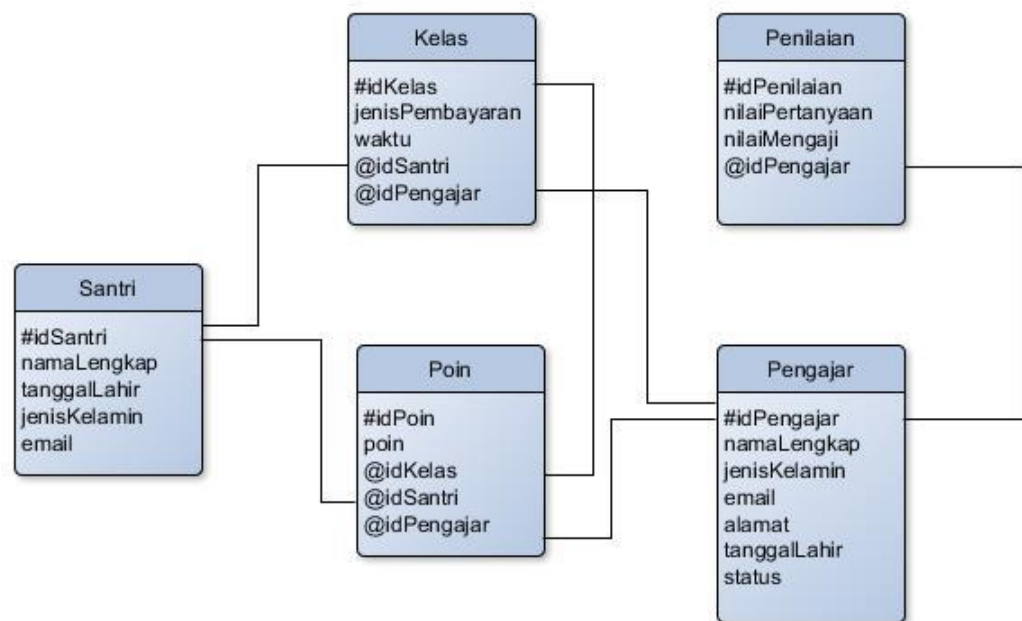 Kelas
#idKelas
jenisPembayaran
waktu
@idSantri
@idPengajar
Penilaian
#idPenilaian
nilaiPertanyaan
nilaiMengaji
@idPengajar
Santri
#idSantri
namaLengkap
tanggalLahir
jenisKelamin
email
Poin
#idPoin
poin
@idKelas
@idSantri
@idPengajar
Pengajar
#idPengajar
namaLengkap
jenisKelamin
email
alamat
tanggalLahir
status